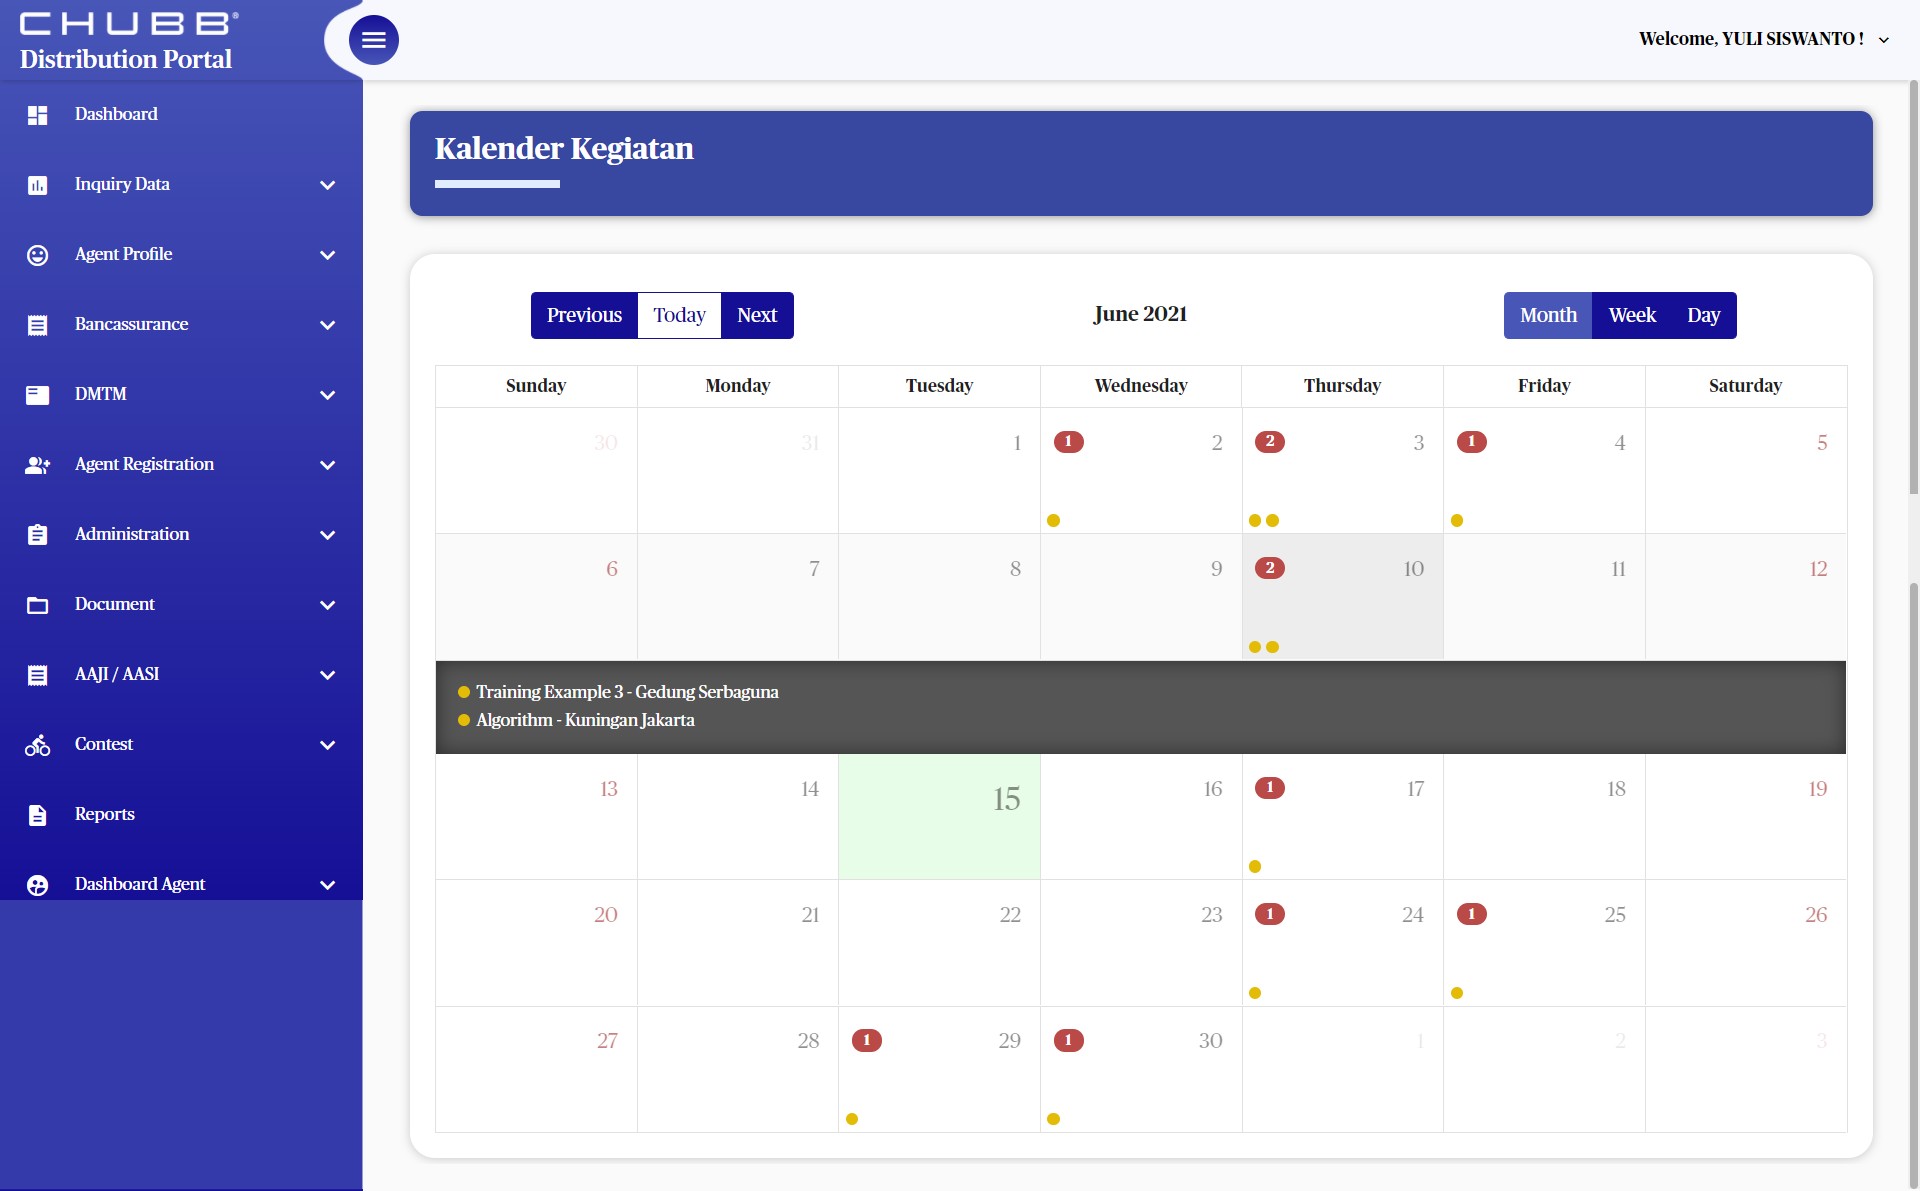 CHUBB®
Distribution Portal
Welcome, YULI SISWANTO !
Dashboard
Inquiry Data
Agent Profile
Bancassurance
DMTM
Agent Registration
Administration
Document
AAJI / AASI
Contest
Reports
Dashboard Agent
Kalender Kegiatan
Previous Today Next
June 2021
Month Week Day
Sunday Monday Tuesday Wednesday Thursday Friday Saturday
30 31 1 1 2 2 3 1 4 5
6 7 8 9 2 10 11 12
Training Example 3 - Gedung Serbaguna
Algorithm - Kuningan Jakarta
13 14 15 16 1 17 18 19
20 21 22 23 1 24 1 25 26
27 28 1 29 1 30 1 2 3